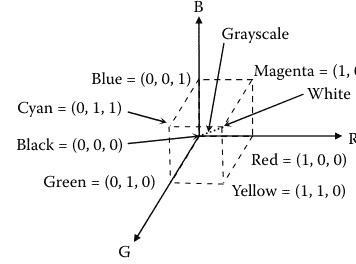 B
Grayscale
Blue = (0, 0, 1)
Magenta = (1, 0
White
Cyan = (0, 1, 1)
Black = (0, 0, 0)
R
Red = (1, 0, 0)
Green = (0, 1, 0)
Yellow = (1, 1, 0)
G